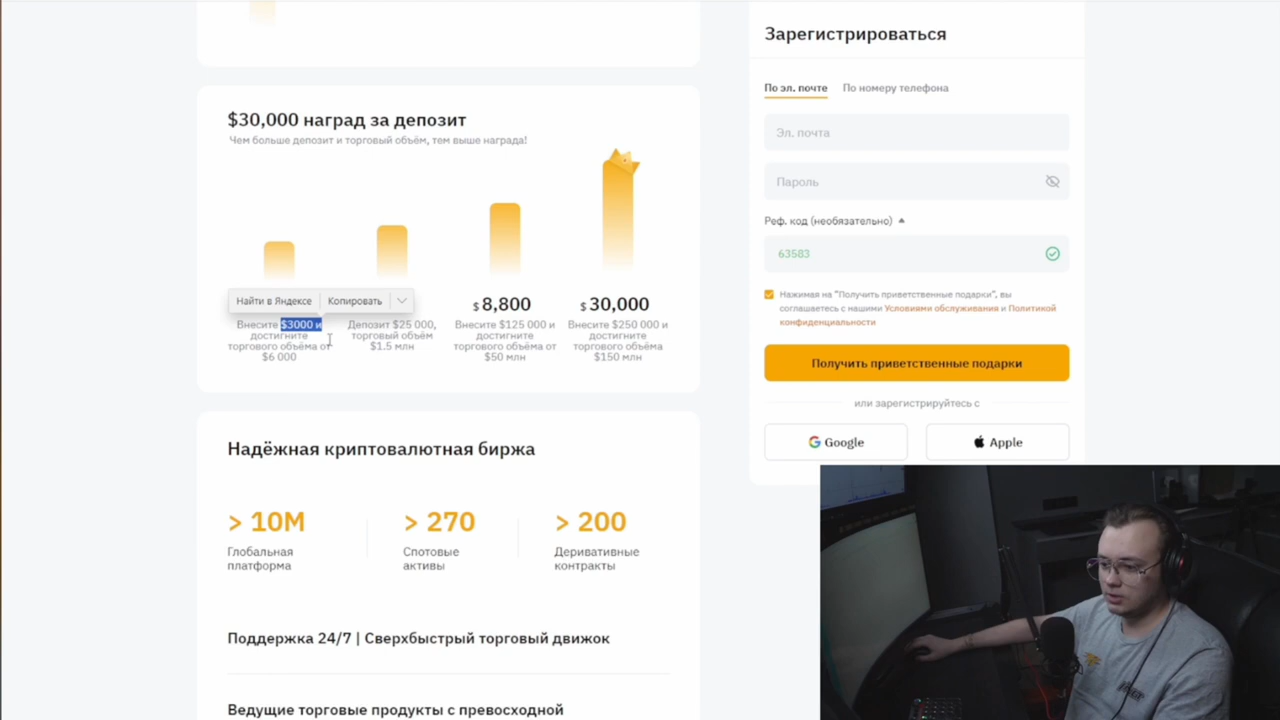 $30,000 наград за депозит
Чем больше депозит и торговый объём, тем выше награда!
Найти в Яндексе
Копировать
$ 8,800
$ 30,000
Внесите $3000 и
достигните
торгового объёма от
$6 000
Депозит $25 000,
торговый объём
$1.5 млн
Внесите $125 000 и
достигните
торгового объёма от
$50 млн
Внесите $250 000 и
достигните
торгового объёма
$150 млн
Надёжная криптовалютная биржа
> 10M
Глобальная
платформа
> 270
Спотовые
активы
> 200
Деривативные
контракты
Поддержка 24/7 | Сверхбыстрый торговый движок
Ведущие торговые продукты с превосходной
Зарегистрироваться
По эл. почте
По номеру телефона
Эл. почта
Пароль
Реф. код (необязательно)
63583
Нажимая на "Получить приветственные подарки", вы
соглашаетесь с нашими Условиями обслуживания и Политикой
конфиденциальности
Получить приветственные подарки
или зарегистрируйтесь с
Google
Apple